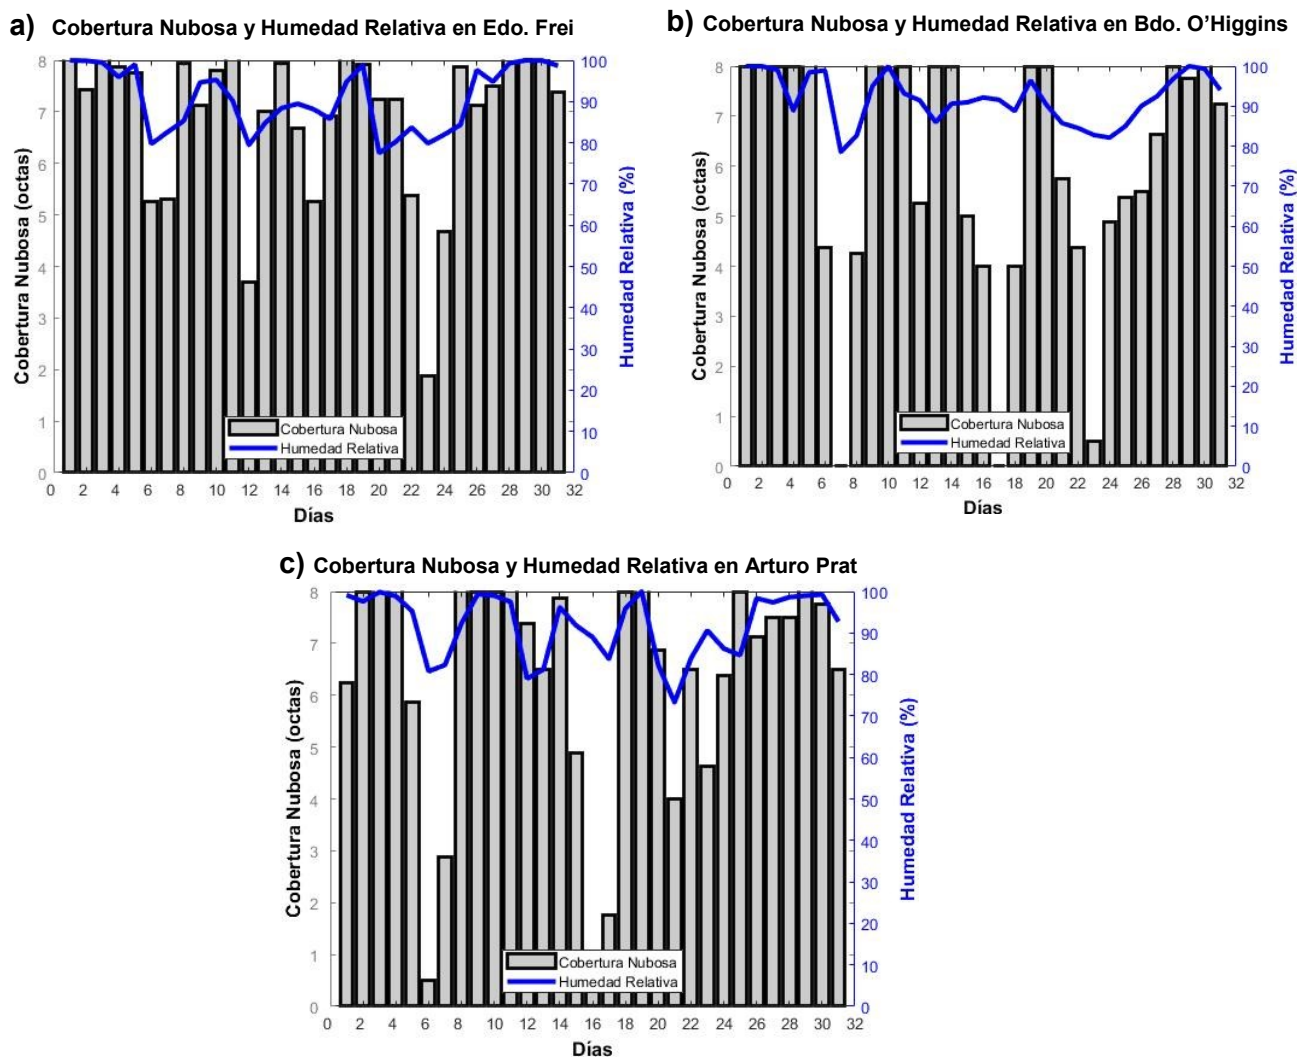 a) Cobertura Nubosa y Humedad Relativa en Edo. Frei
8 7 6 5 4 3 2 1 0
Cobertura Nubosa (octas)
100 90 80 70 60 50 40 30 20 10 0
Humedad Relativa (%)
Cobertura Nubosa
Humedad Relativa
0 2 4 6 8 10 12 14 16 18 20 22 24 26 28 30 32
Días
b) Cobertura Nubosa y Humedad Relativa en Bdo. O’Higgins
8 7 6 5 4 3 2 1 0
Cobertura Nubosa (octas)
100 90 80 70 60 50 40 30 20 10 0
Humedad Relativa (%)
Cobertura Nubosa
Humedad Relativa
0 2 4 6 8 10 12 14 16 18 20 22 24 26 28 30 32
Días
c) Cobertura Nubosa y Humedad Relativa en Arturo Prat
8 7 6 5 4 3 2 1 0
Cobertura Nubosa (octas)
100 90 80 70 60 50 40 30 20 10 0
Humedad Relativa (%)
Cobertura Nubosa
Humedad Relativa
0 2 4 6 8 10 12 14 16 18 20 22 24 26 28 30 32
Días